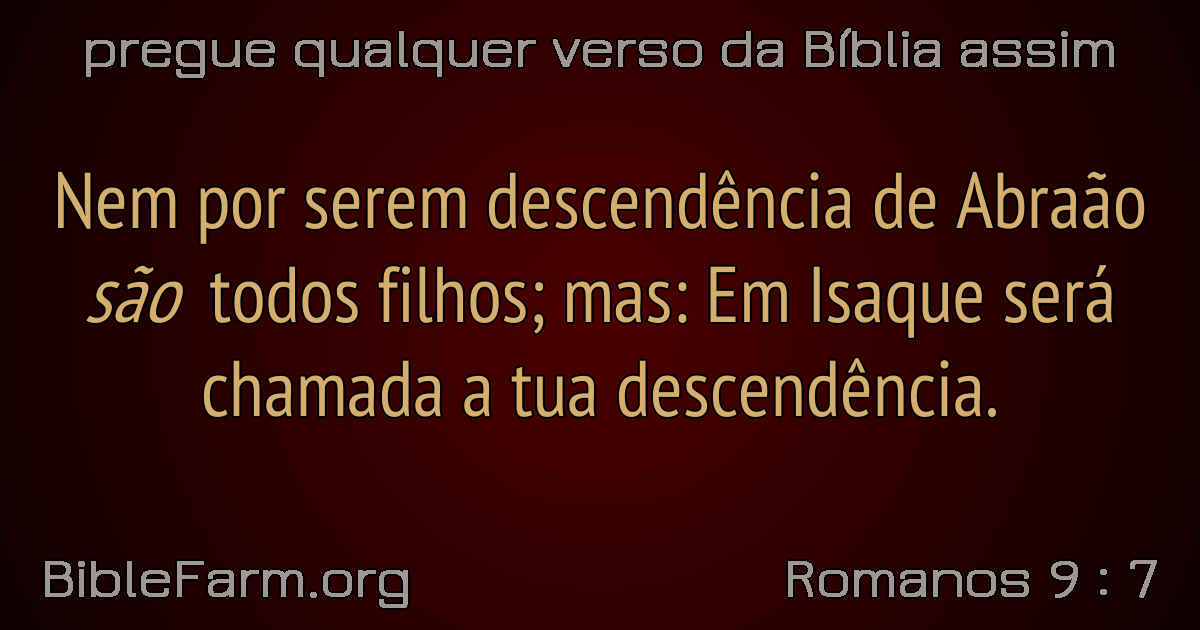 pregue qualquer verso da Bíblia assim
Nem por serem descendência de Abraão
são todos filhos; mas: Em Isaque será
chamada a tua descendência.
BibleFarm.org
Romanos 9 : 7